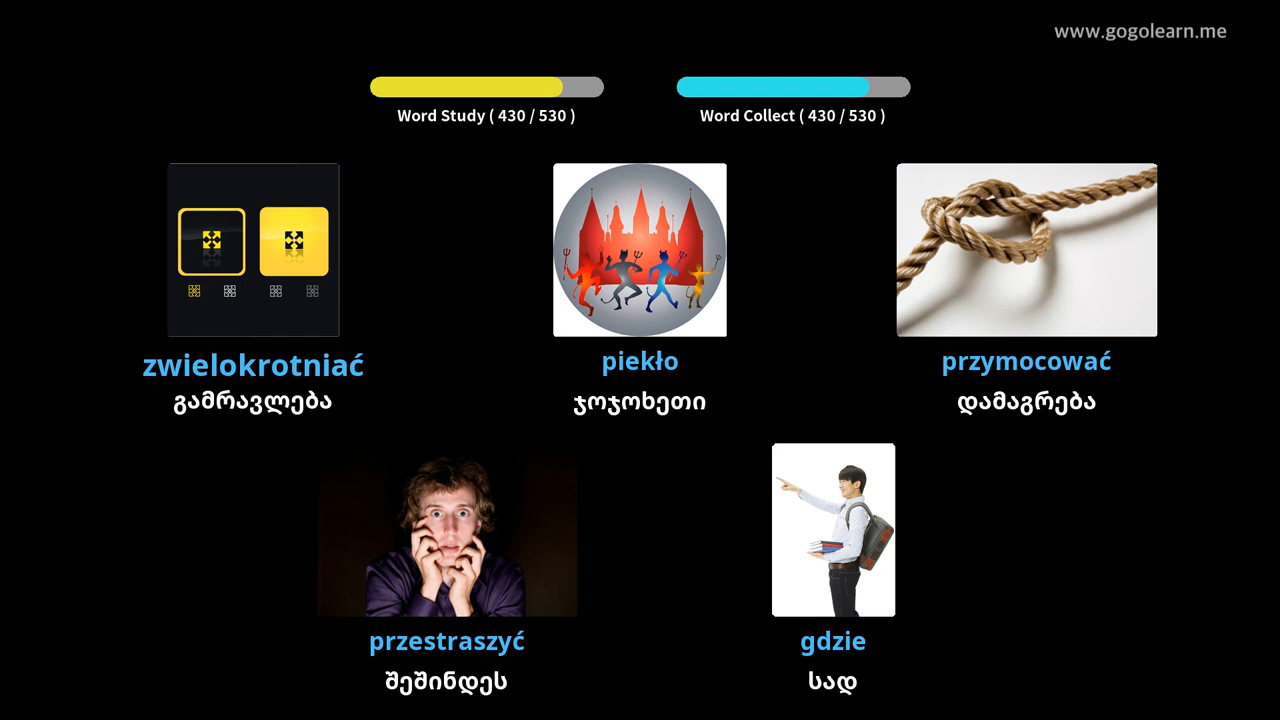 www.gogolearn.me
Word Study ( 430 / 530 )
Word Collect ( 430 / 530 )
zwielokrotniać
გამრავლება
piekło
ჯოჯოხეთი
przymocować
დამაგრება
przestraszyć
შეშინდეს
gdzie
სად